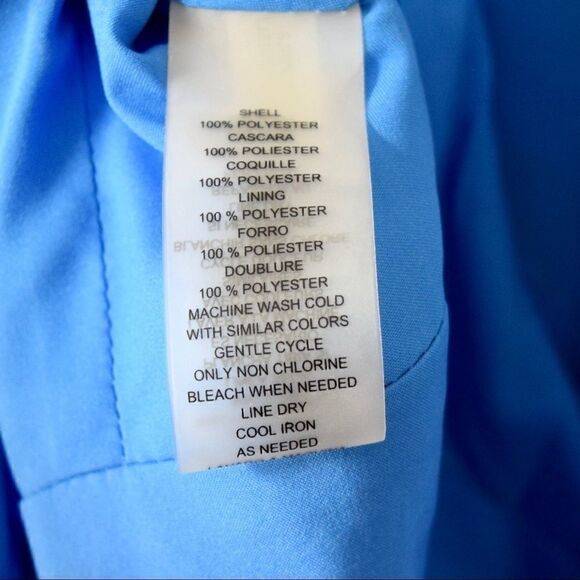 SHELL
100% POLYESTER
CASCARA
100% POLIESTER
COQUILLE
100% POLYESTER
LINING
100 % POLYESTER
FORRO
100 % POLIESTER
DOUBLURE
100 % POLYESTER
MACHINE WASH COLD
WITH SIMILAR COLORS
GENTLE CYCLE
ONLY NON CHLORINE
BLEACH WHEN NEEDED
LINE DRY
COOL IRON
AS NEEDED